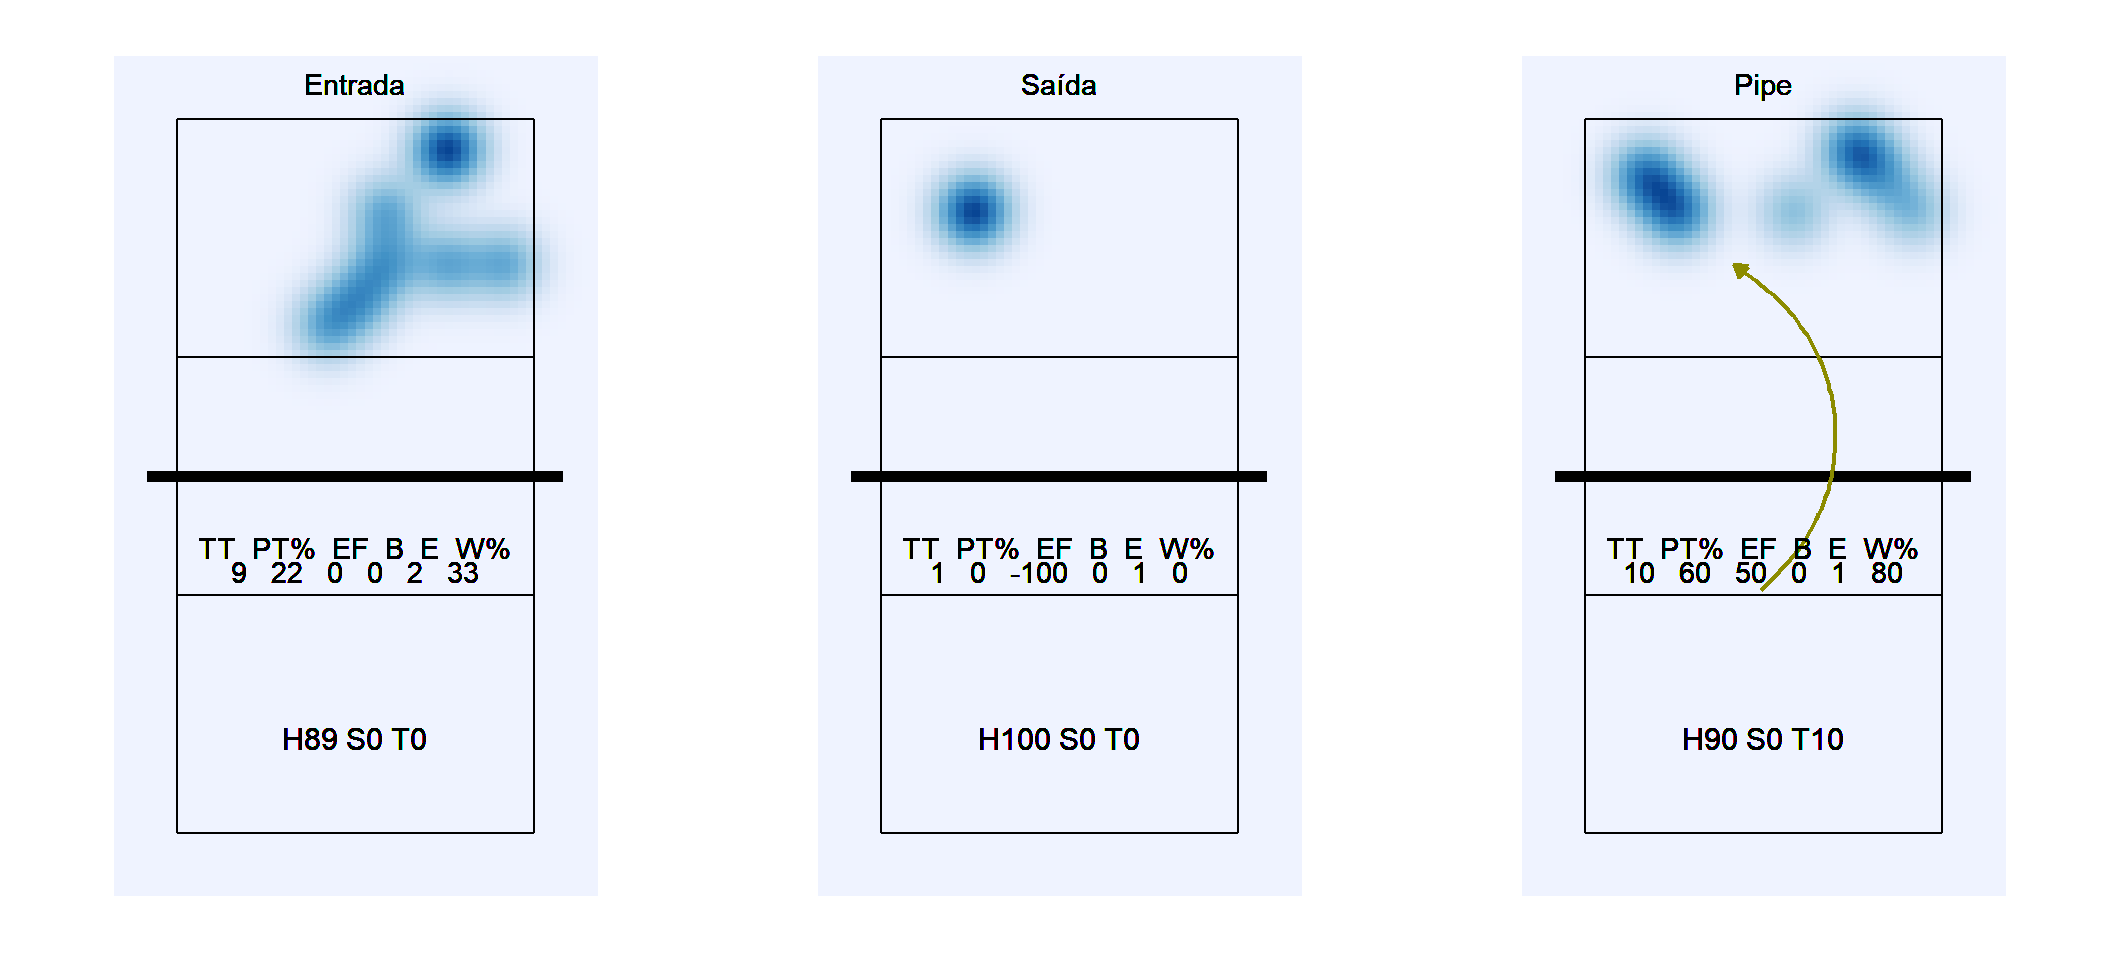 Entrada
TT PT% EF B E W%
9 22 0 0 2 33
H89 S0 T0
Saída
TT PT% EF B E W%
1 0 -100 0 1 0
H100 S0 T0
Pipe
TT PT% EF B E W%
10 60 50 0 1 80
H90 S0 T10